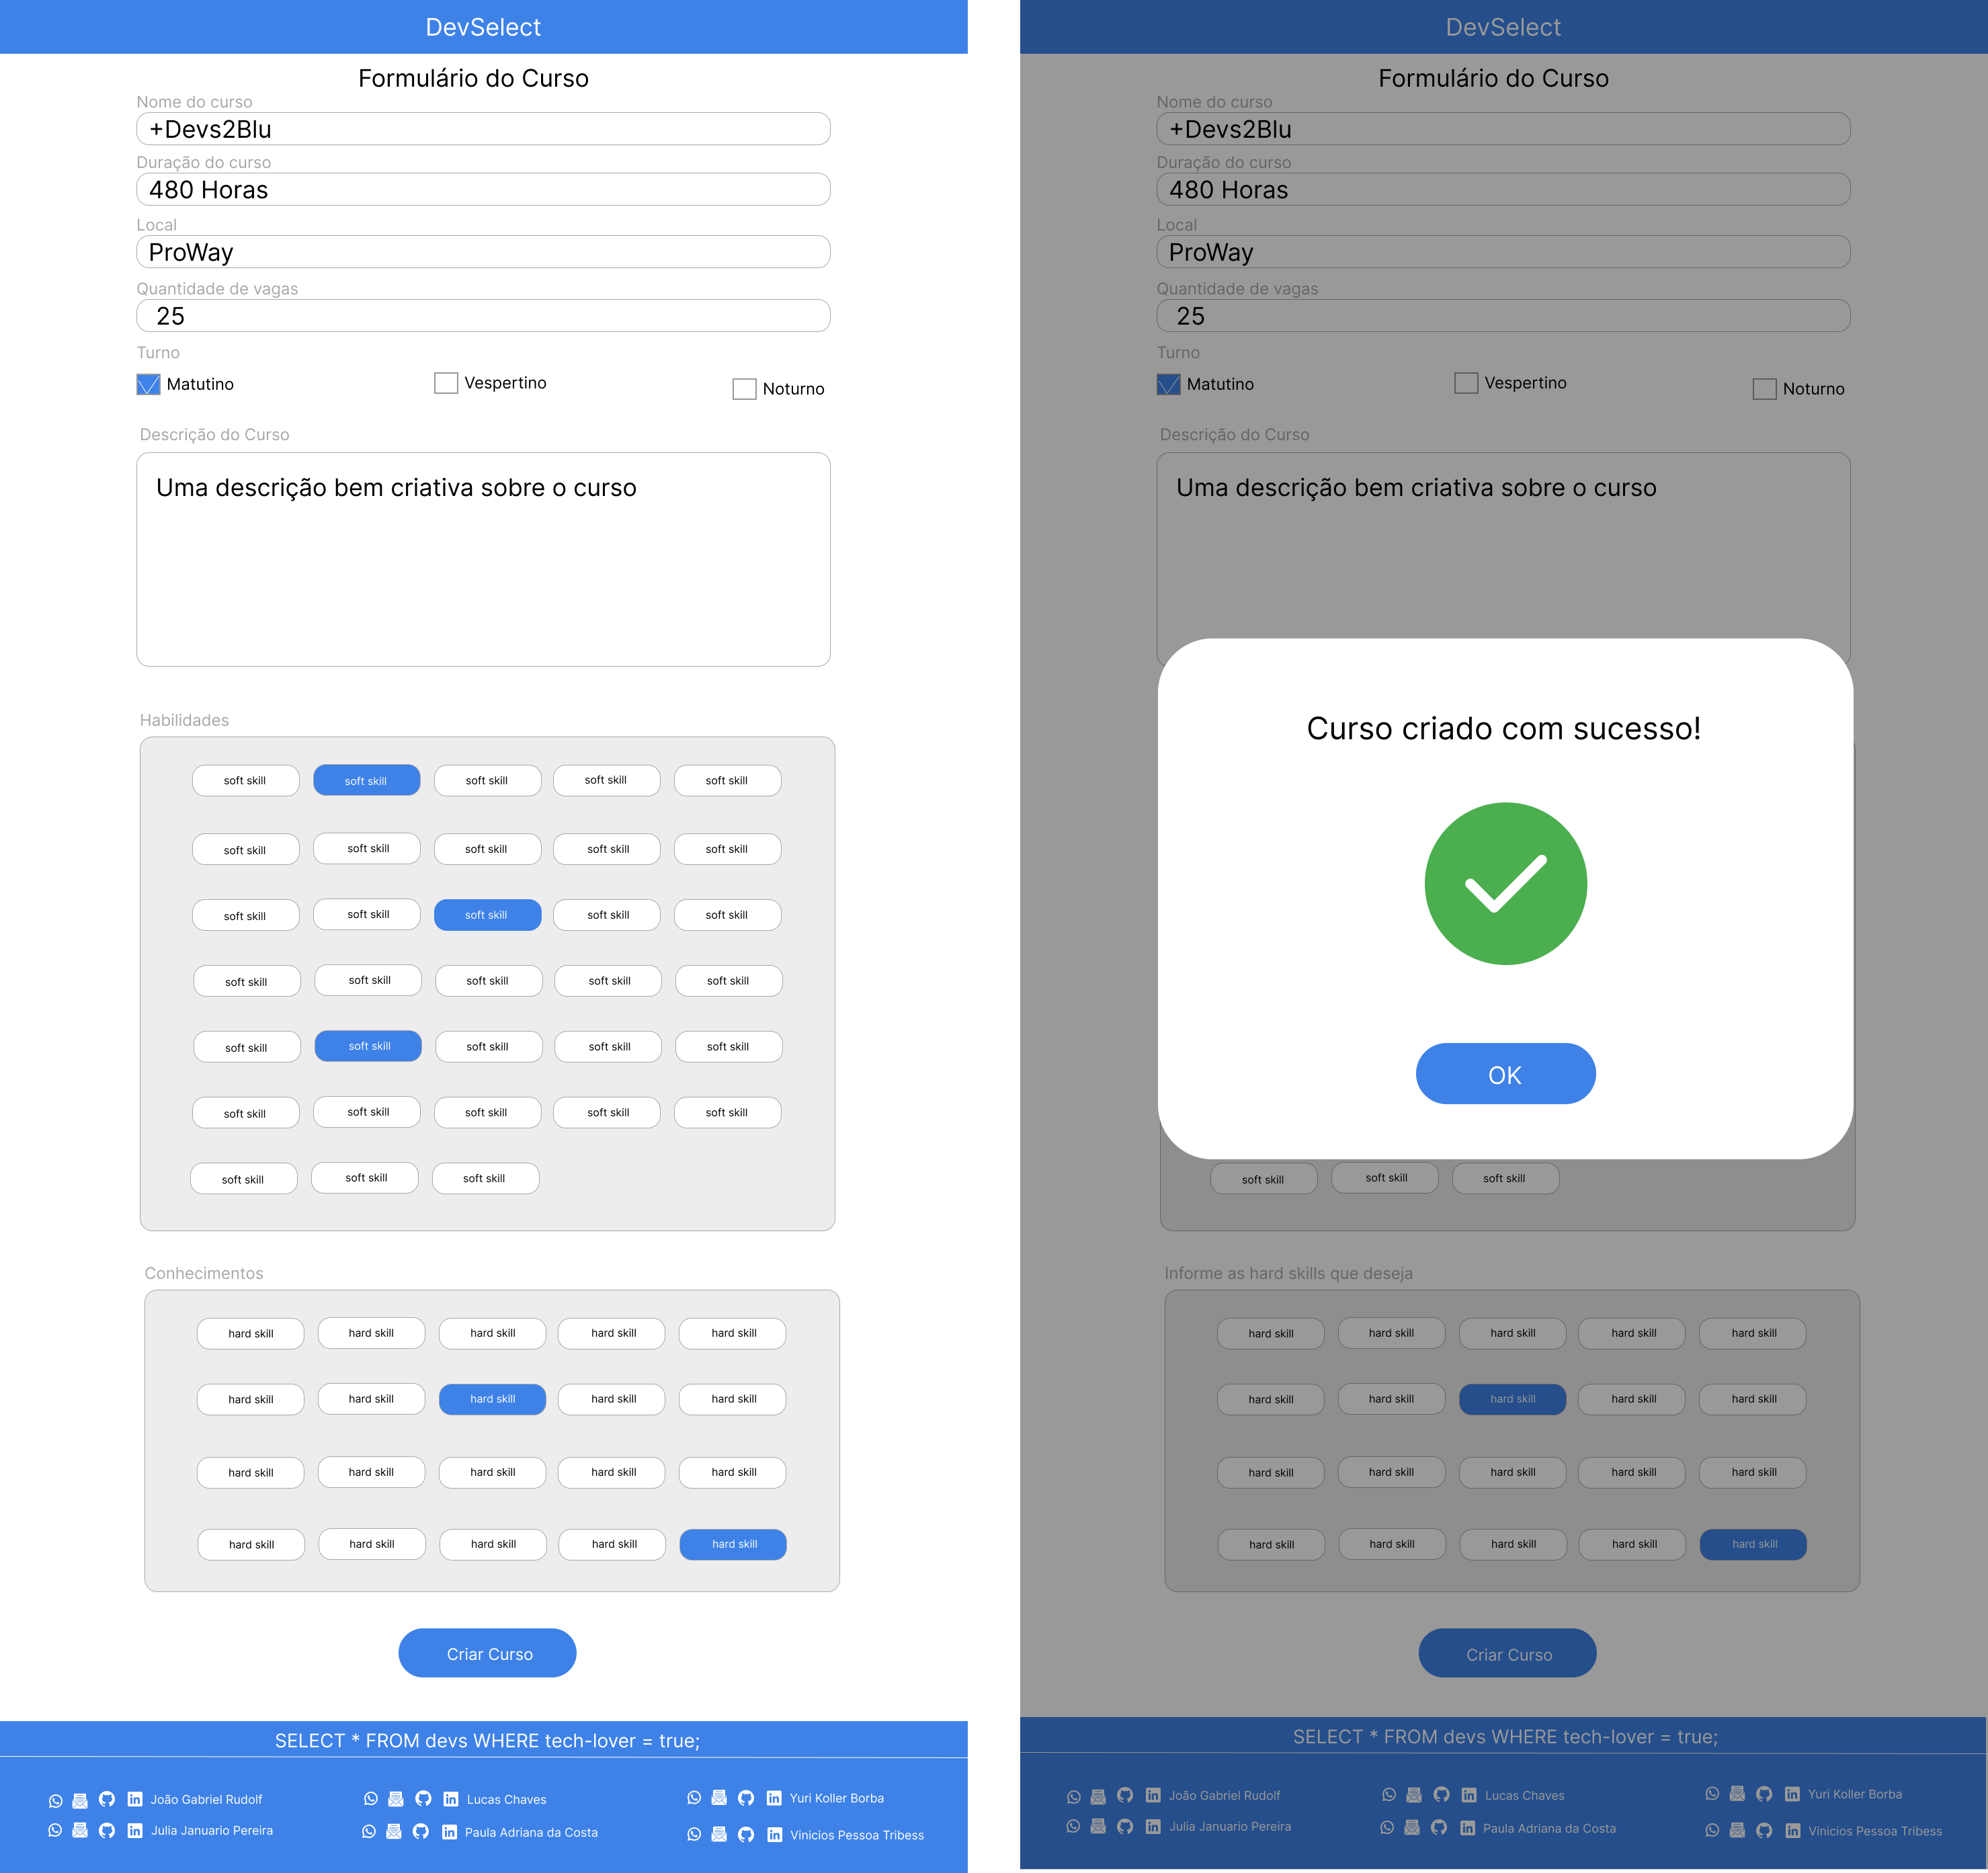 DevSelect
Formulário do Curso
Nome do curso
+Devs2Blu
Duração do curso
480 Horas
Local
ProWay
Quantidade de vagas
25
Turno
Matutino Vespertino Noturno
Descrição do Curso
Uma descrição bem criativa sobre o curso
Habilidades
soft skill soft skill soft skill soft skill soft skill
soft skill soft skill soft skill soft skill soft skill
soft skill soft skill soft skill soft skill soft skill
soft skill soft skill soft skill soft skill soft skill
soft skill soft skill soft skill soft skill soft skill
soft skill soft skill soft skill soft skill soft skill
soft skill soft skill soft skill
Conhecimentos
hard skill hard skill hard skill hard skill hard skill
hard skill hard skill hard skill hard skill hard skill
hard skill hard skill hard skill hard skill hard skill
hard skill hard skill hard skill hard skill hard skill
Criar Curso
SELECT * FROM devs WHERE tech-lover = true;
João Gabriel Rudolf Lucas Chaves Yuri Koller Borba
Julia Januario Pereira Paula Adriana da Costa Vinicios Pessoa Tribess
DevSelect
Formulário do Curso
Nome do curso
+Devs2Blu
Duração do curso
480 Horas
Local
ProWay
Quantidade de vagas
25
Turno
Matutino Vespertino Noturno
Descrição do Curso
Uma descrição bem criativa sobre o curso
Curso criado com sucesso!
OK
soft skill soft skill soft skill
Informe as hard skills que deseja
hard skill hard skill hard skill hard skill hard skill
hard skill hard skill hard skill hard skill hard skill
hard skill hard skill hard skill hard skill hard skill
hard skill hard skill hard skill hard skill hard skill
Criar Curso
SELECT * FROM devs WHERE tech-lover = true;
João Gabriel Rudolf Lucas Chaves Yuri Koller Borba
Julia Januario Pereira Paula Adriana da Costa Vinicios Pessoa Tribess